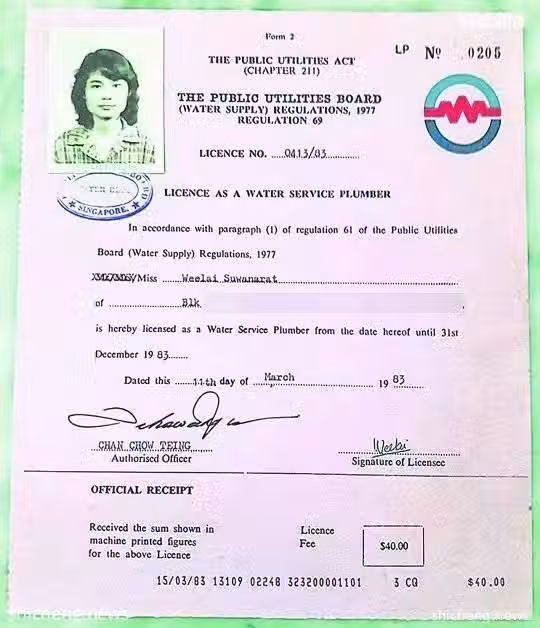 Form 2
LP Nº 0205
THE PUBLIC UTILITIES ACT
(CHAPTER 211)
THE PUBLIC UTILITIES BOARD
(WATER SUPPLY) REGULATIONS, 1977
REGULATION 69
LICENCE NO. ....0413/83............
SINGAPORE.
LICENCE AS A WATER SERVICE PLUMBER
In accordance with paragraph (1) of regulation 61 of the Public Utilities
Board (Water Supply) Regulations, 1977
/Miss ......Weelai Suwanarat
of ....................Blk
is hereby licensed as a Water Service Plumber from the date hereof until 31st
December 19 83.......
Dated this ......11th day of ....March............ 19 83
CHAN CHOW TEING
Authorised Officer
Signature of Licensee
OFFICIAL RECEIPT
Received the sum shown in
machine printed figures
for the above Licence
Licence
Fee
$40.00
15/03/83 13109 02248 323200001101 3 CQ $40.00
shicheng.news